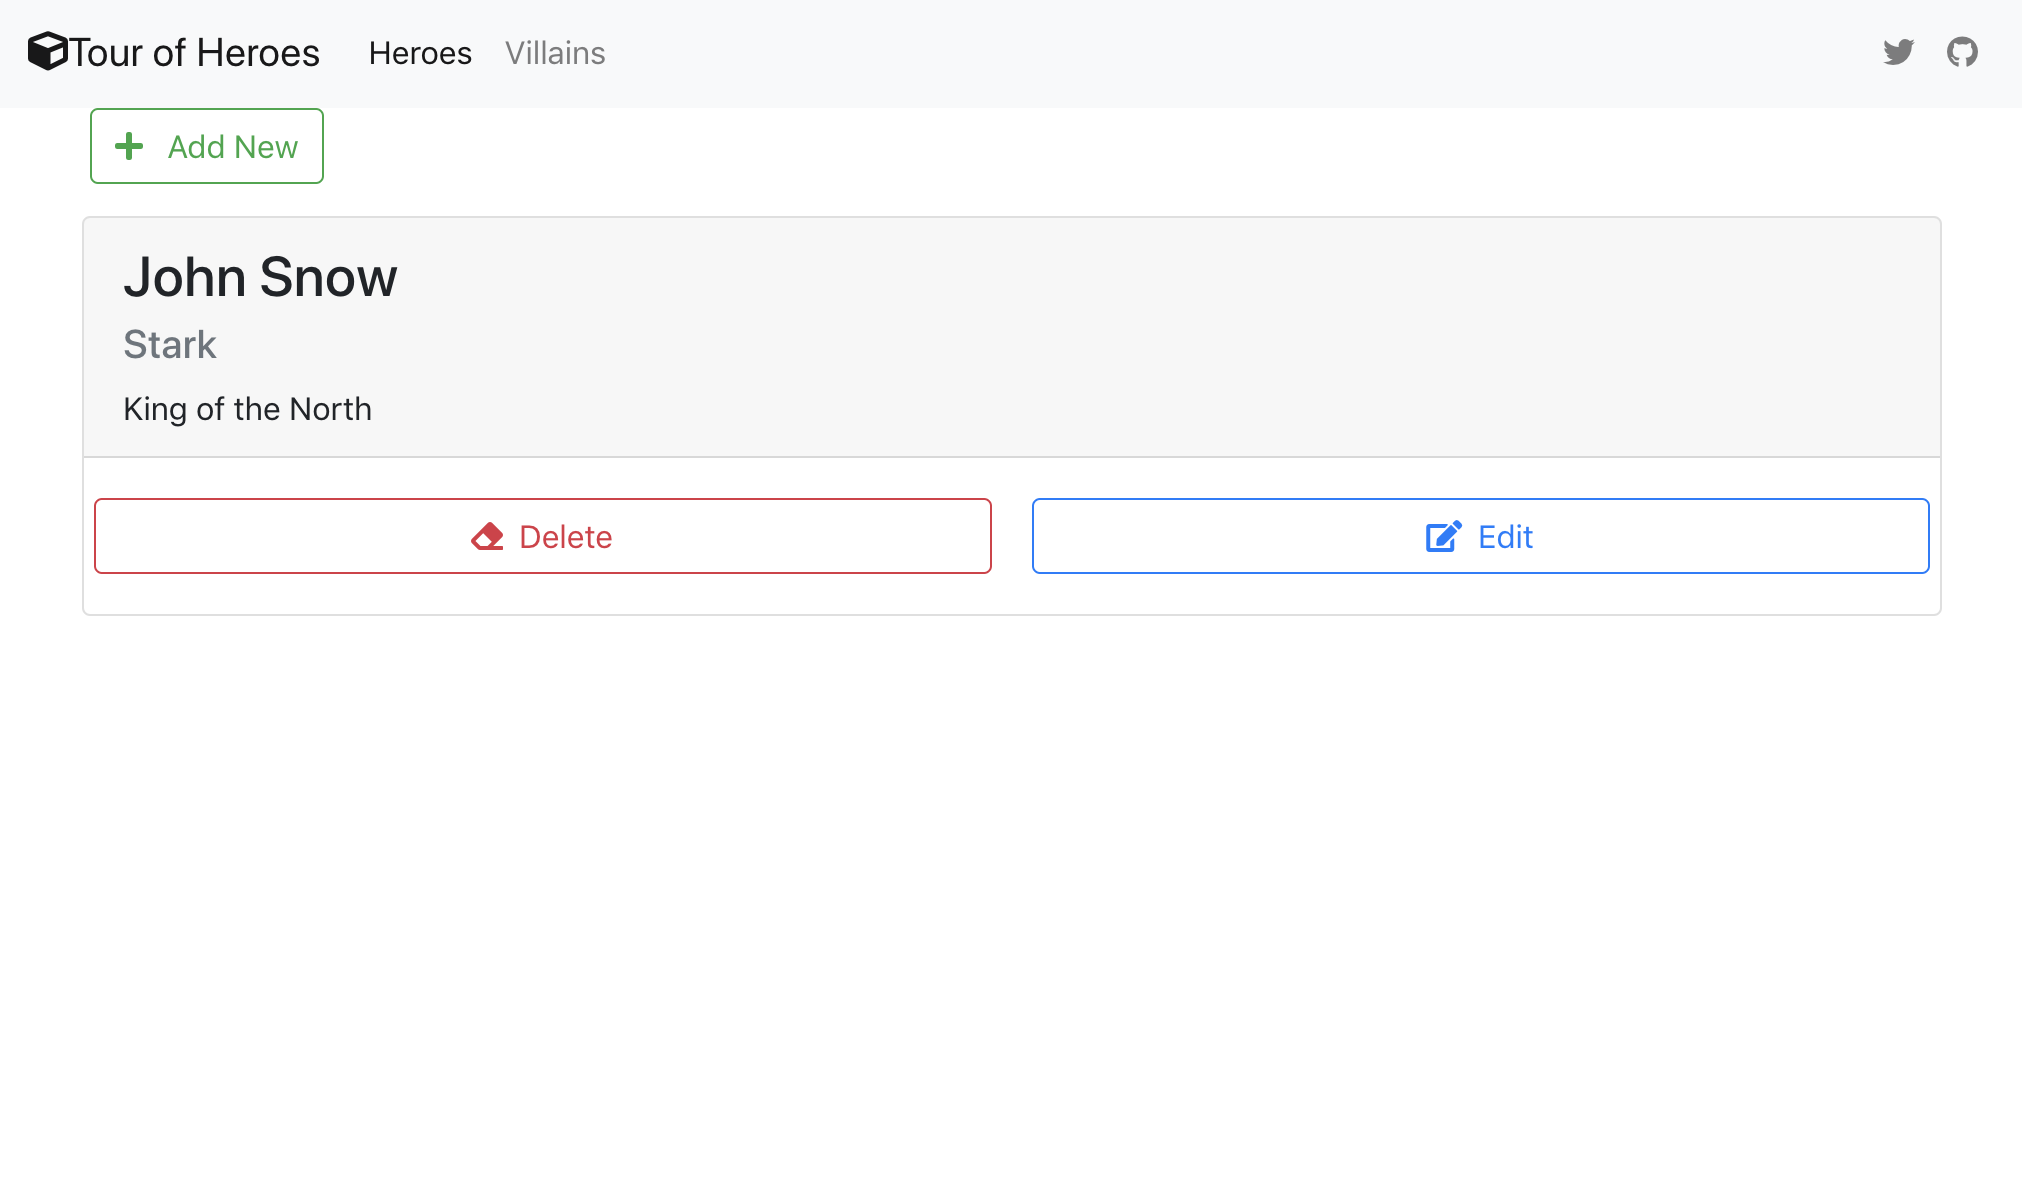 Tour of Heroes Heroes Villains
Add New
John Snow
Stark
King of the North
Delete Edit